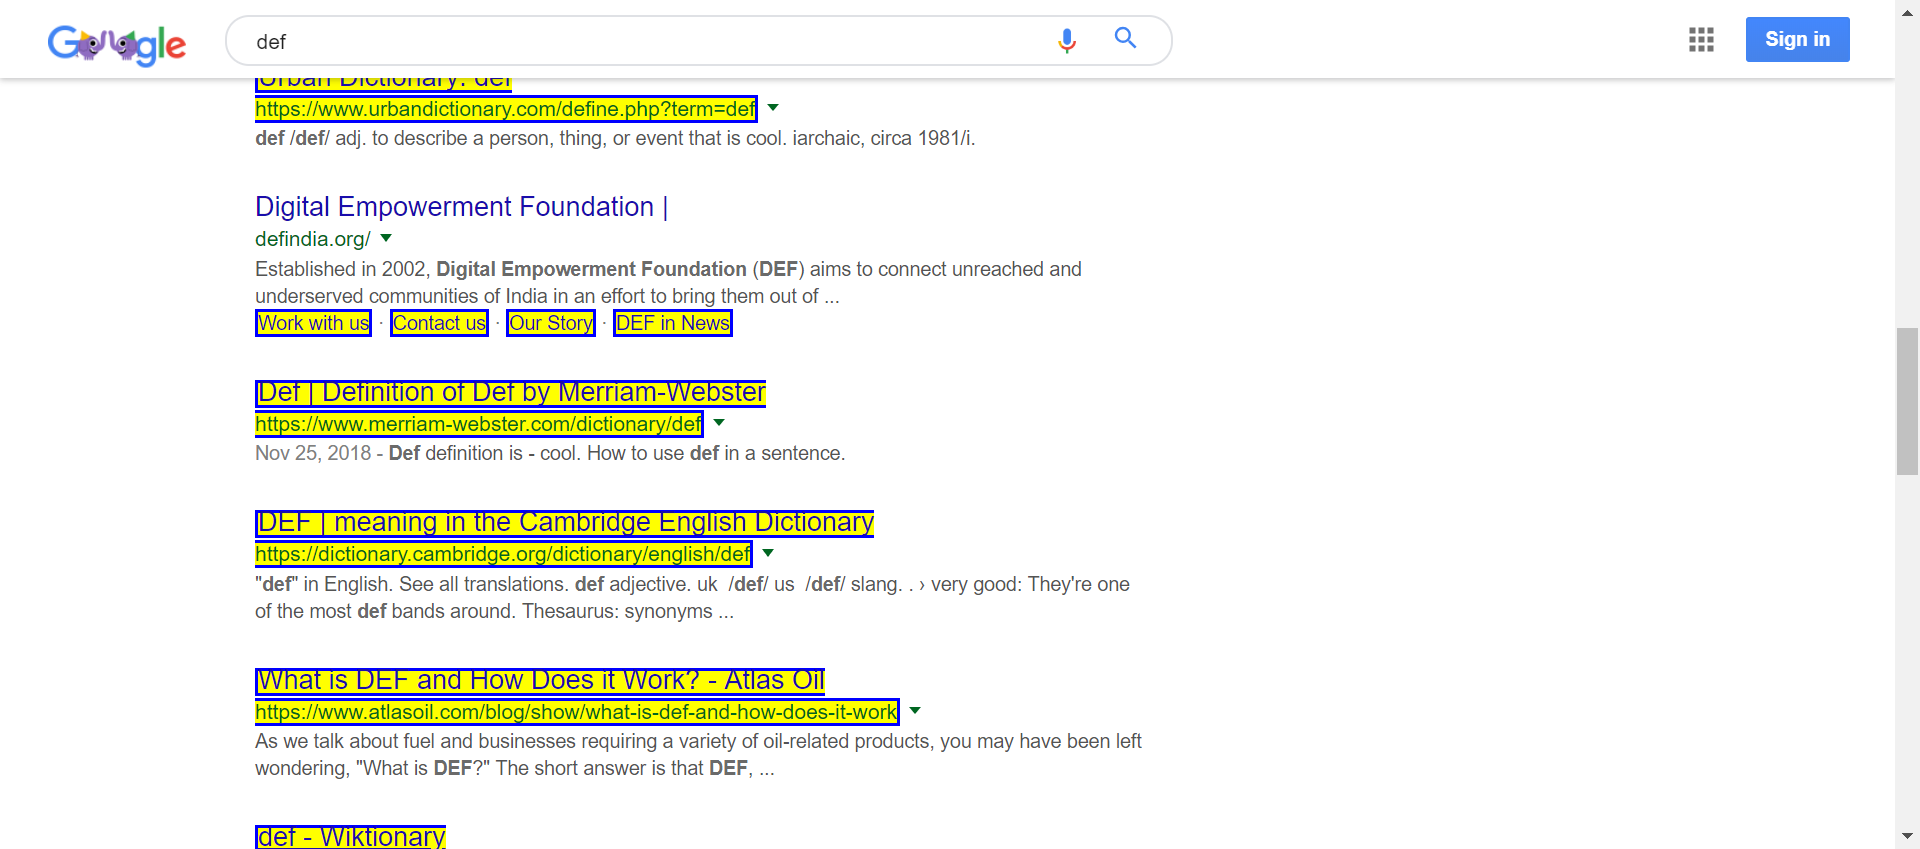 Google
def
Sign in
Urban Dictionary: def
https://www.urbandictionary.com/define.php?term=def
def /def/ adj. to describe a person, thing, or event that is cool. iarchaic, circa 1981/i.
Digital Empowerment Foundation |
defindia.org/
Established in 2002, Digital Empowerment Foundation (DEF) aims to connect unreached and
underserved communities of India in an effort to bring them out of ...
Work with us · Contact us · Our Story · DEF in News
Def | Definition of Def by Merriam-Webster
https://www.merriam-webster.com/dictionary/def
Nov 25, 2018 - Def definition is - cool. How to use def in a sentence.
DEF | meaning in the Cambridge English Dictionary
https://dictionary.cambridge.org/dictionary/english/def
"def" in English. See all translations. def adjective. uk /def/ us /def/ slang. . › very good: They're one
of the most def bands around. Thesaurus: synonyms ...
What is DEF and How Does it Work? - Atlas Oil
https://www.atlasoil.com/blog/show/what-is-def-and-how-does-it-work
As we talk about fuel and businesses requiring a variety of oil-related products, you may have been left
wondering, "What is DEF?" The short answer is that DEF, ...
def - Wiktionary